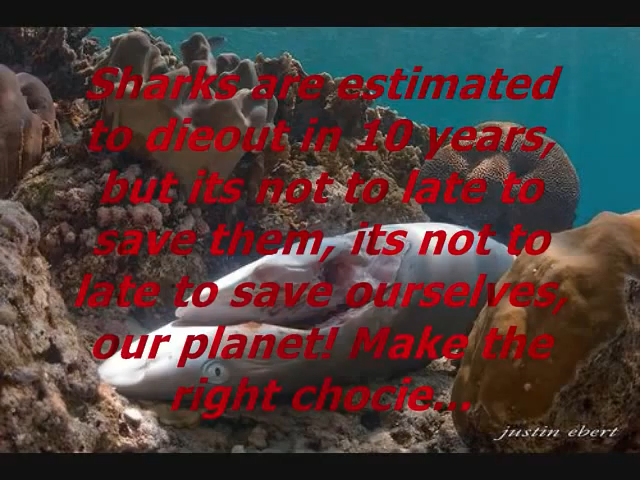 Sharks are estimated
to dieout in 10 years,
but its not to late to
save them, its not to
late to save ourselves,
our planet! Make the
right chocie...
justin ebert